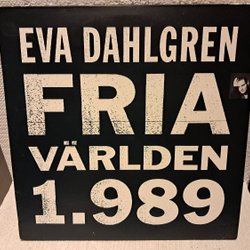 EVA DAHLGREN
FRIA
VÄRLDEN
1.989